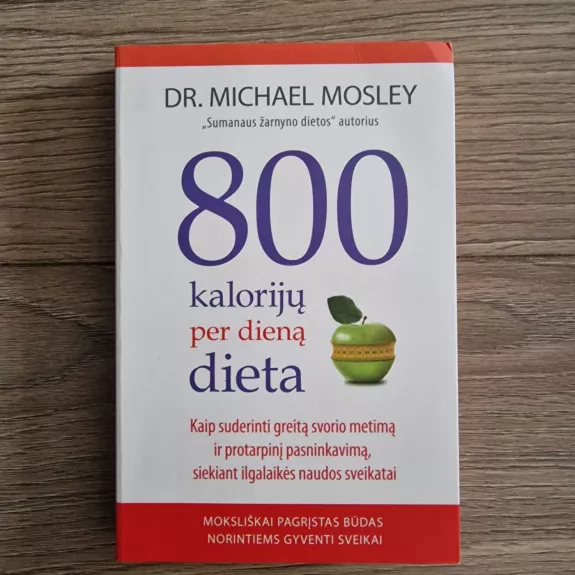 DR. MICHAEL MOSLEY
„Sumanaus žarnyno dietos" autorius
800
kalorijų
per dieną
dieta
Kaip suderinti greitą svorio metimą
ir protarpinį pasninkavimą,
siekiant ilgalaikės naudos sveikatai
MOKSLIŠKAI PAGRĮSTAS BŪDAS
NORINTIEMS GYVENTI SVEIKAI